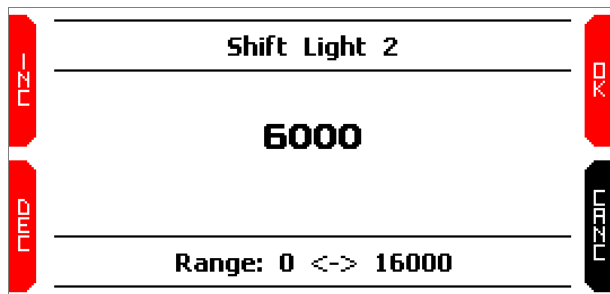 INC
Shift Light 2
OK
6000
DEC
CANC
Range: 0 <-> 16000